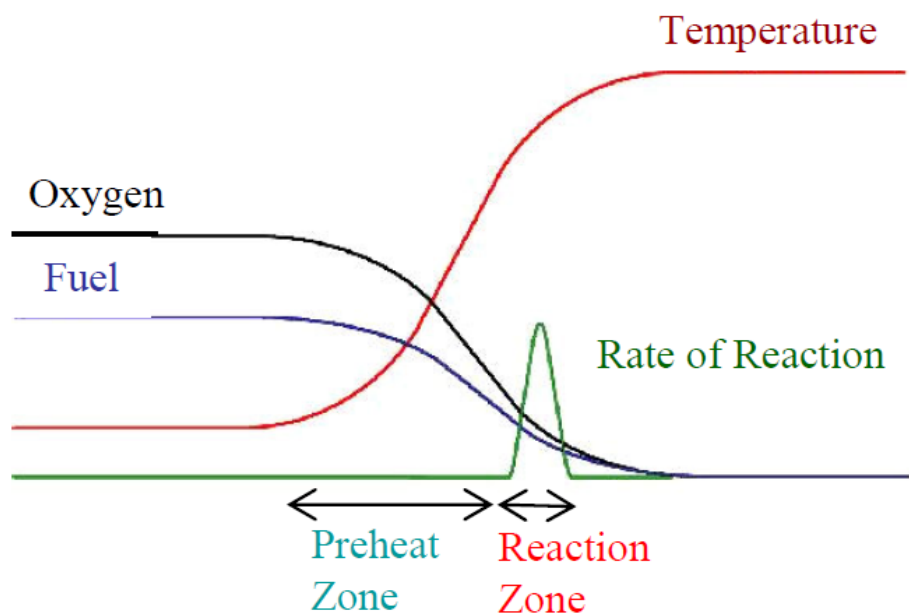 Temperature
Oxygen
Fuel
Rate of Reaction
Preheat
Zone
Reaction
Zone